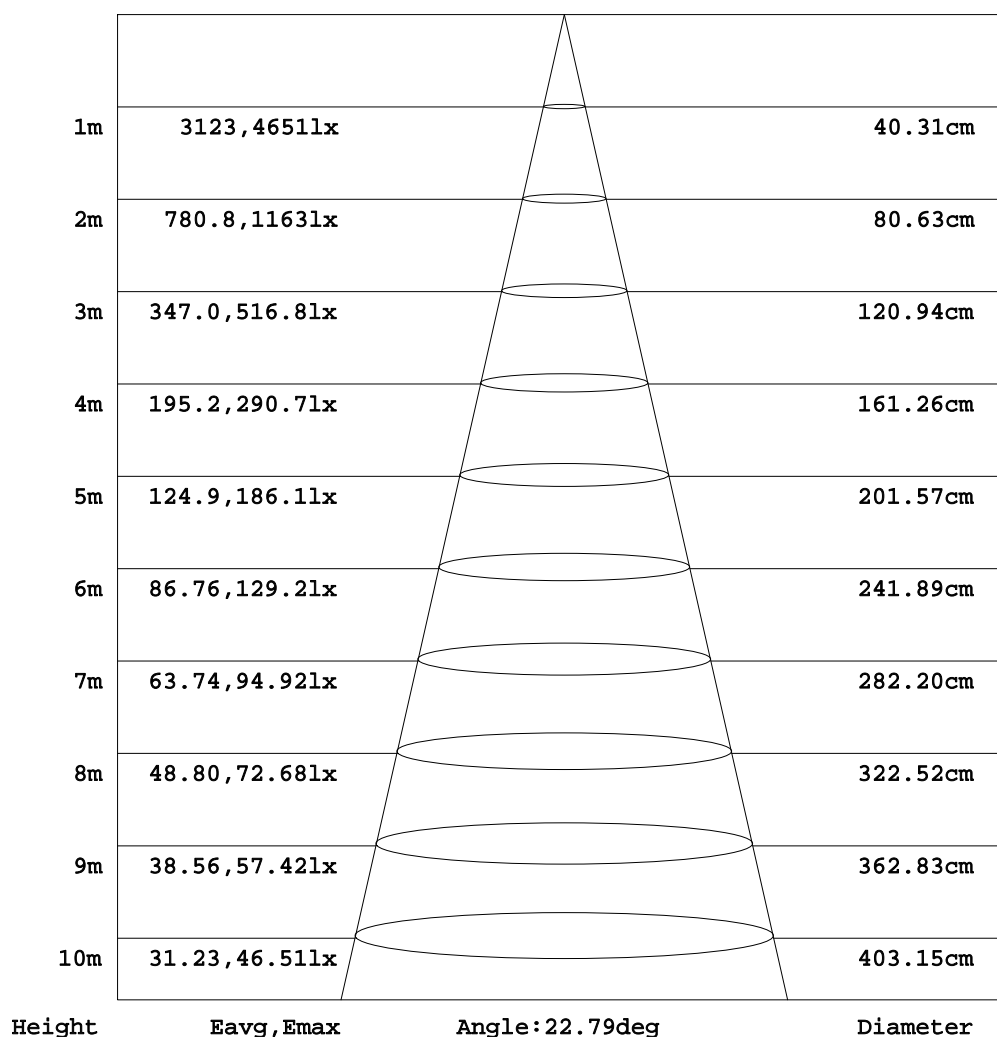 1m 3123,4651lx 40.31cm
2m 780.8,1163lx 80.63cm
3m 347.0,516.8lx 120.94cm
4m 195.2,290.7lx 161.26cm
5m 124.9,186.1lx 201.57cm
6m 86.76,129.2lx 241.89cm
7m 63.74,94.92lx 282.20cm
8m 48.80,72.68lx 322.52cm
9m 38.56,57.42lx 362.83cm
10m 31.23,46.51lx 403.15cm
Height Eavg,Emax Angle:22.79deg Diameter